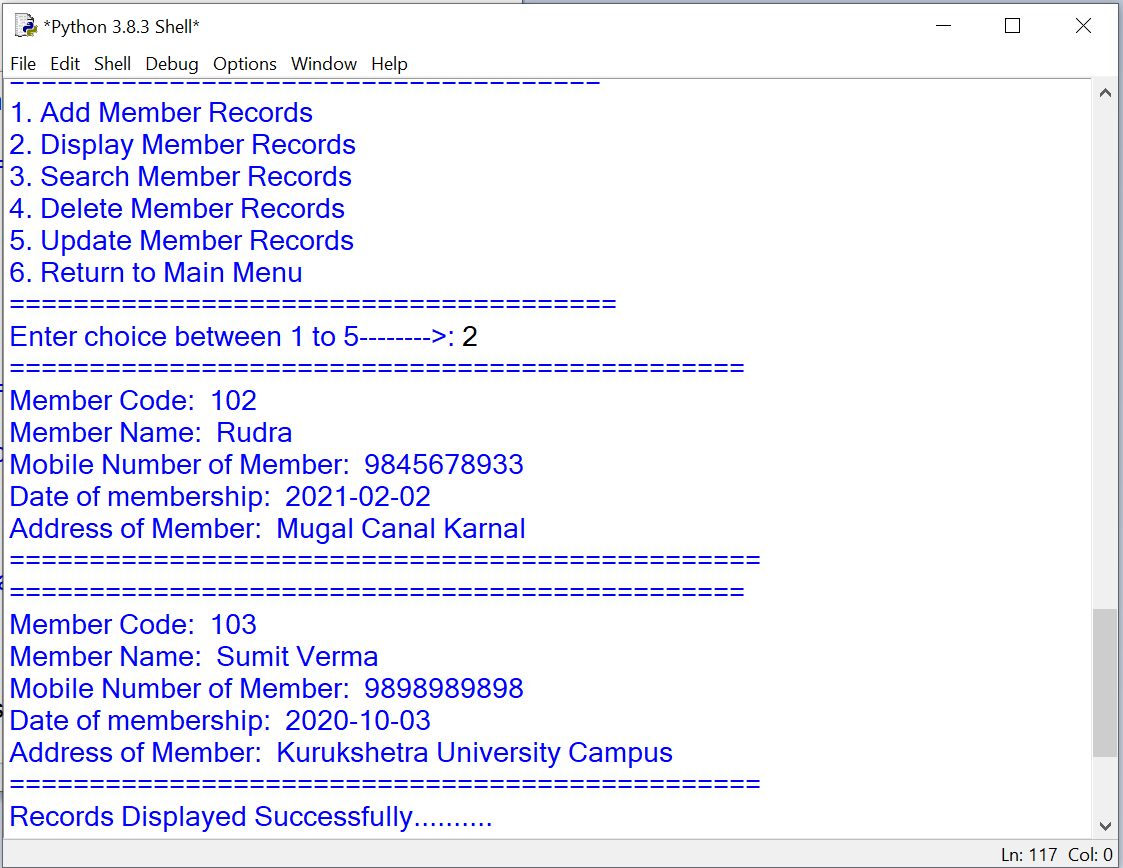 *Python 3.8.3 Shell*
File Edit Shell Debug Options Window Help
=====================================
1. Add Member Records
2. Display Member Records
3. Search Member Records
4. Delete Member Records
5. Update Member Records
6. Return to Main Menu
======================================
Enter choice between 1 to 5-------->: 2
==============================================
Member Code:  102
Member Name:  Rudra
Mobile Number of Member:  9845678933
Date of membership:  2021-02-02
Address of Member:  Mugal Canal Karnal
===============================================
==============================================
Member Code:  103
Member Name:  Sumit Verma
Mobile Number of Member:  9898989898
Date of membership:  2020-10-03
Address of Member:  Kurukshetra University Campus
===============================================
Records Displayed Successfully..........
Ln: 117 Col: 0